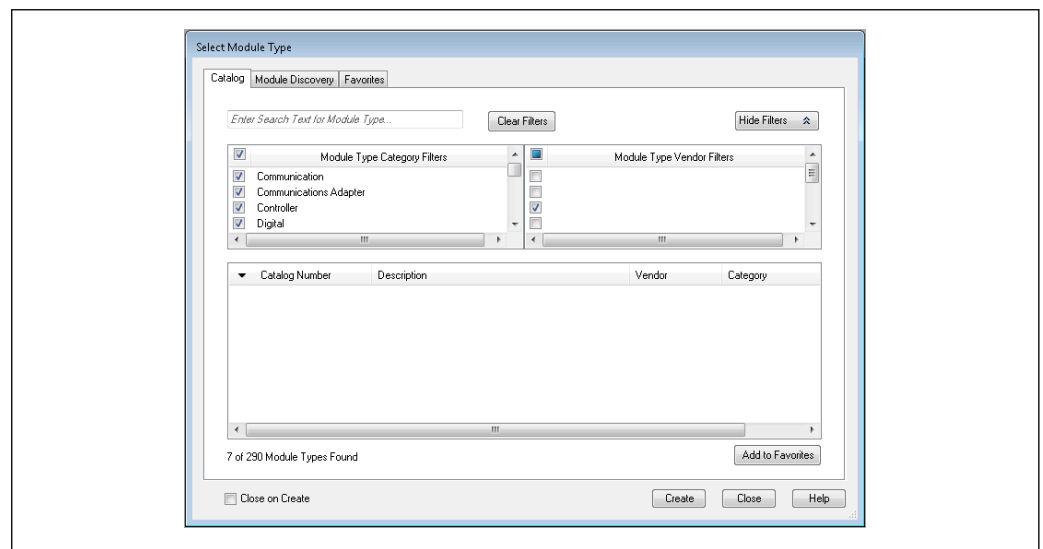 Select Module Type
Catalog Module Discovery Favorites
Enter Search Text for Module Type...
Clear Filters
Hide Filters
Module Type Category Filters
Communication
Communications Adapter
Controller
Digital
Module Type Vendor Filters
Catalog Number Description Vendor Category
7 of 290 Module Types Found
Add to Favorites
Close on Create
Create Close Help